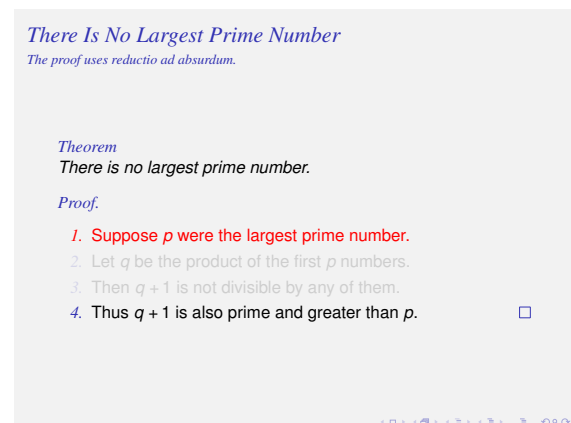 There Is No Largest Prime Number
The proof uses reductio ad absurdum.
Theorem
There is no largest prime number.
Proof.
1. Suppose p were the largest prime number.
2. Let q be the product of the first p numbers.
3. Then q + 1 is not divisible by any of them.
4. Thus q + 1 is also prime and greater than p.